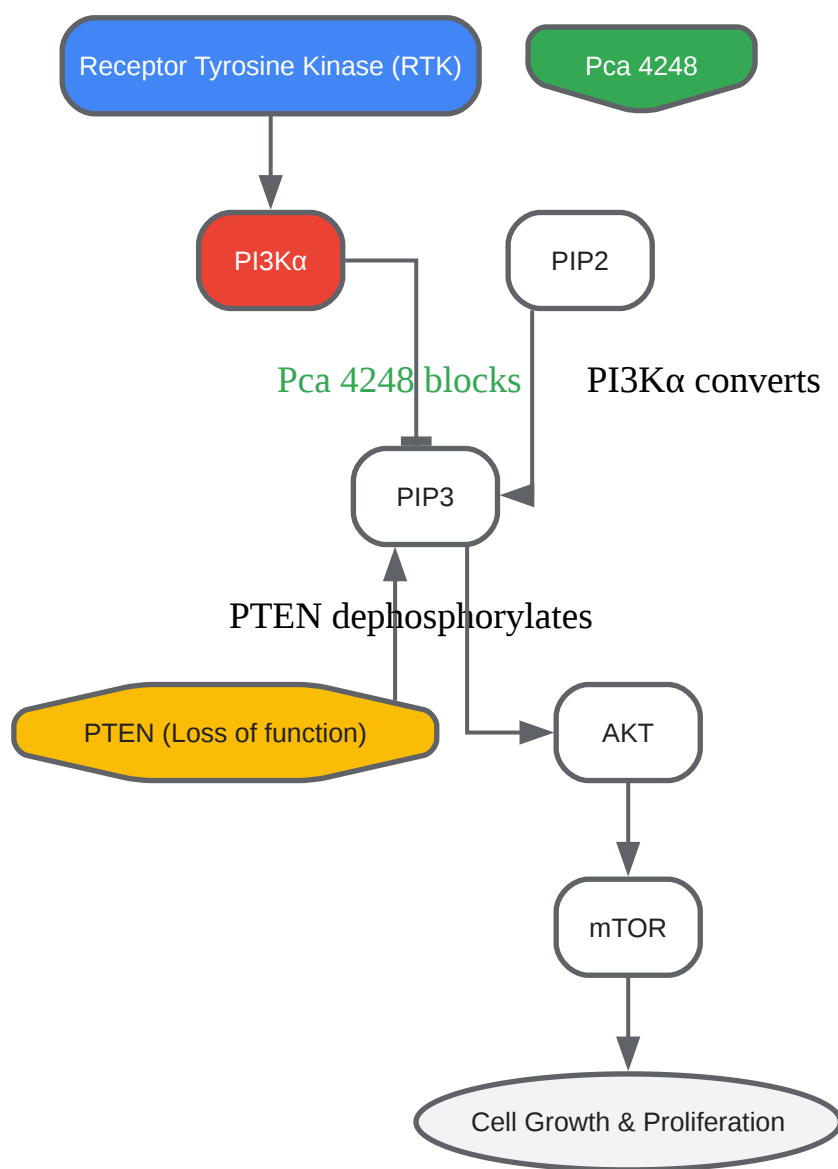 Receptor Tyrosine Kinase (RTK)
Pca 4248
PI3Kα
PIP2
Pca 4248 blocks
PI3Kα converts
PIP3
PTEN dephosphorylates
PTEN (Loss of function)
AKT
mTOR
Cell Growth & Proliferation